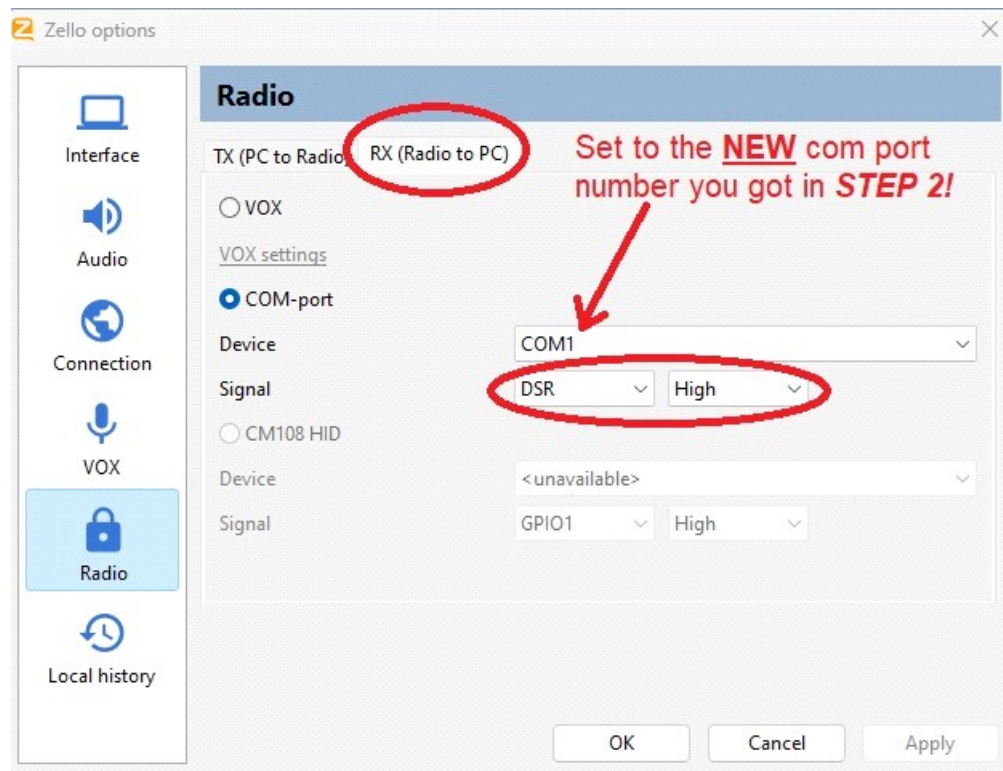 Zello options
Radio
Interface
TX (PC to Radio)
RX (Radio to PC)
Set to the NEW com port
number you got in STEP 2!
VOX
VOX settings
Audio
COM-port
Device
COM1
Connection
Signal
DSR
High
CM108 HID
VOX
Device
<unavailable>
Signal
GPIO1
High
Radio
Local history
OK
Cancel
Apply